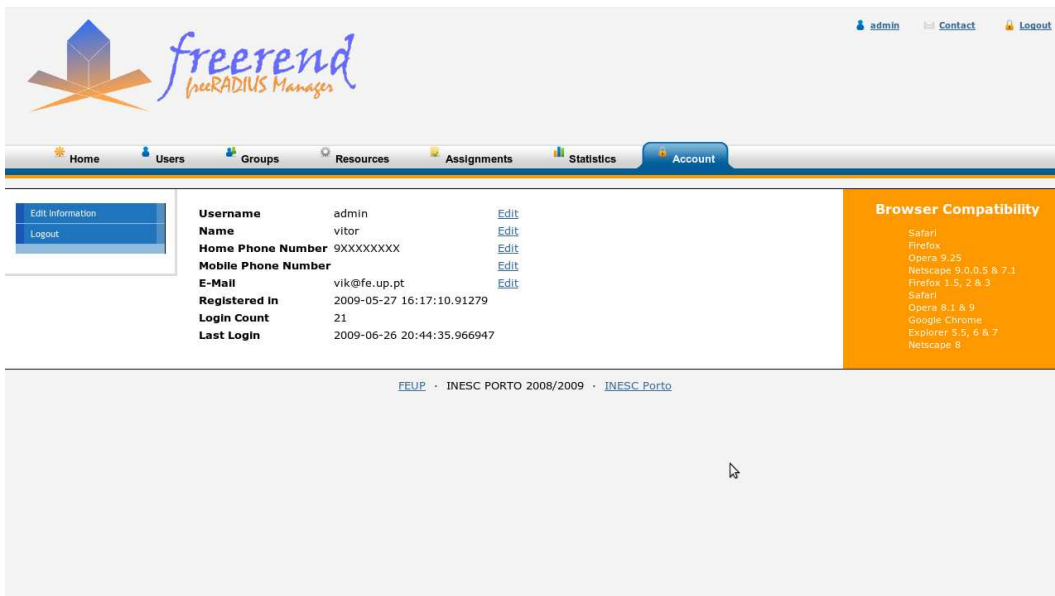 admin Contact Logout
freerend
freeRADIUS Manager
Home Users Groups Resources Assignments Statistics Account
Edit Information
Logout
Username admin Edit
Name vitor Edit
Home Phone Number 9XXXXXXXX Edit
Mobile Phone Number Edit
E-Mail vik@fe.up.pt Edit
Registered in 2009-05-27 16:17:10.91279
Login Count 21
Last Login 2009-06-26 20:44:35.966947
Browser Compatibility
Safari
Firefox
Opera 9.25
Netscape 9.0.0.5 & 7.1
Firefox 1.5, 2 & 3
Safari
Opera 8.1 & 9
Google Chrome
Explorer 5.5, 6 & 7
Netscape 8
FEUP · INESC PORTO 2008/2009 · INESC Porto